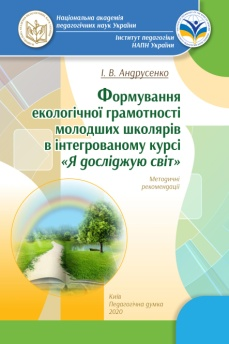 Національна академія
педагогічних наук України
Інститут педагогіки
НАПН України
І. В. Андрусенко
Формування
екологічної грамотності
молодших школярів
в інтегрованому курсі
«Я досліджую світ»
Методичні
рекомендації
Київ
Педагогічна думка
2020